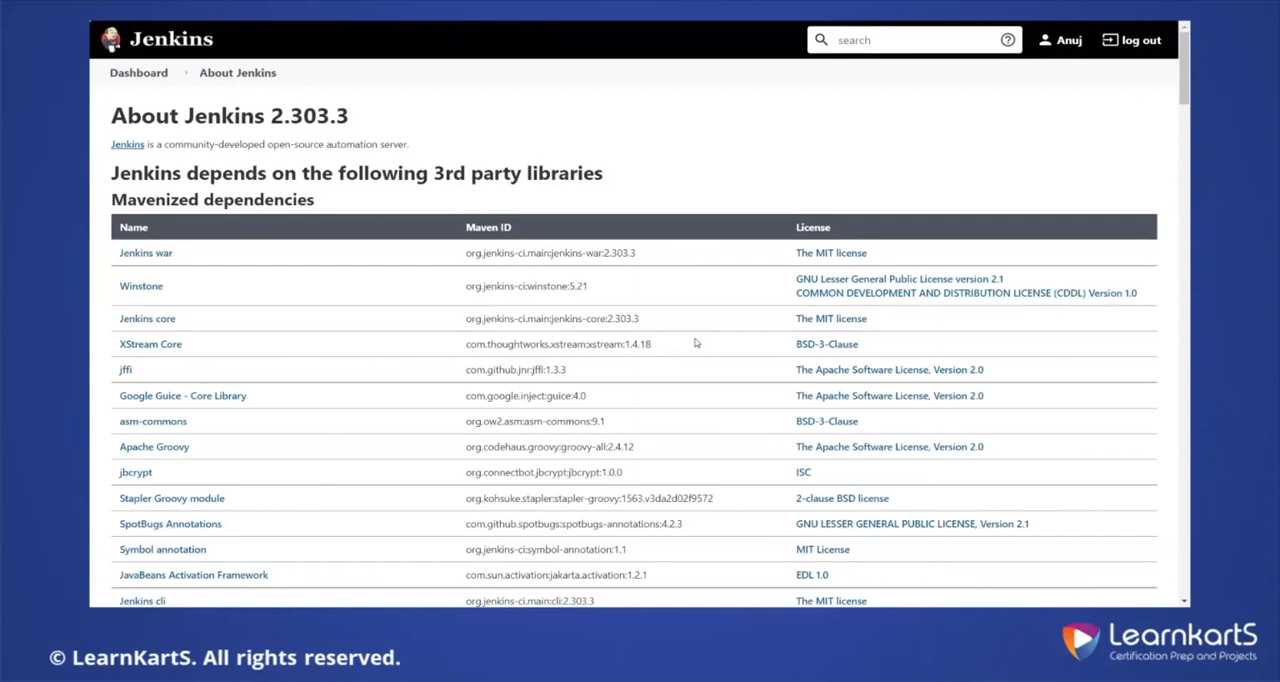 Jenkins
search
Anuj
log out
Dashboard
About Jenkins
About Jenkins 2.303.3
Jenkins is a community-developed open-source automation server.
Jenkins depends on the following 3rd party libraries
Mavenized dependencies
Name Maven ID License
Jenkins war org.jenkins-ci.main:jenkins-war:2.303.3 The MIT license
Winstone org.jenkins-ci:winstone:5.21 GNU Lesser General Public License version 2.1
COMMON DEVELOPMENT AND DISTRIBUTION LICENSE (CDDL) Version 1.0
Jenkins core org.jenkins-ci.main:jenkins-core:2.303.3 The MIT license
XStream Core com.thoughtworks.xstream:xstream:1.4.18 BSD-3-Clause
jffi com.github.jnr:jffi:1.3.3 The Apache Software License, Version 2.0
Google Guice - Core Library com.google.inject:guice:4.0 The Apache Software License, Version 2.0
asm-commons org.ow2.asm:asm-commons:9.1 BSD-3-Clause
Apache Groovy org.codehaus.groovy:groovy-all:2.4.12 The Apache Software License, Version 2.0
jbcrypt org.connectbot.jbcrypt:jbcrypt:1.0.0 ISC
Stapler Groovy module org.kohsuke.stapler:stapler-groovy:1563.v3da2d02f9572 2-clause BSD license
SpotBugs Annotations com.github.spotbugs:spotbugs-annotations:4.2.3 GNU LESSER GENERAL PUBLIC LICENSE, Version 2.1
Symbol annotation org.jenkins-ci:symbol-annotation:1.1 MIT License
JavaBeans Activation Framework com.sun.activation:jakarta.activation:1.2.1 EDL 1.0
Jenkins cli org.jenkins-ci.main:cli:2.303.3 The MIT license
© LearnKartS. All rights reserved.
LearnkartS
Certification Prep and Projects